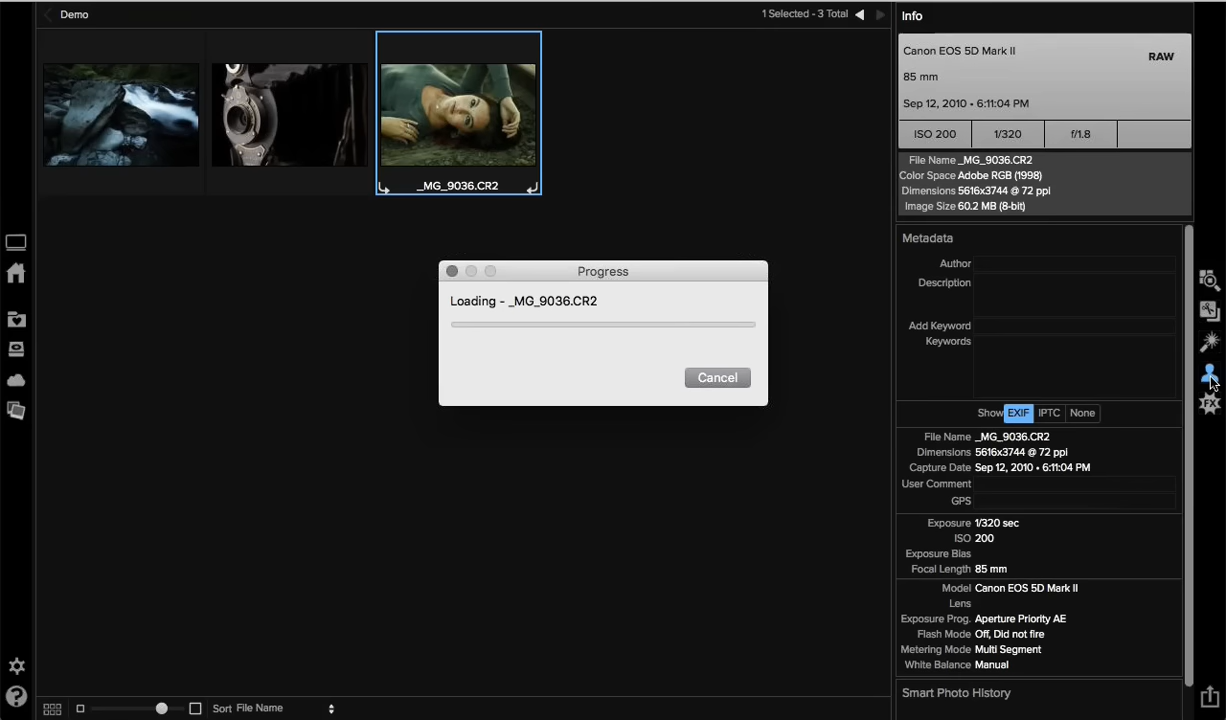 Demo
1 Selected - 3 Total
_MG_9036.CR2
Progress
Loading - _MG_9036.CR2
Cancel
Sort File Name
Info
Canon EOS 5D Mark II
RAW
85 mm
Sep 12, 2010 • 6:11:04 PM
ISO 200 1/320 f/1.8
File Name _MG_9036.CR2
Color Space Adobe RGB (1998)
Dimensions 5616x3744 @ 72 ppi
Image Size 60.2 MB (8-bit)
Metadata
Author
Description
Add Keyword
Keywords
Show EXIF IPTC None
File Name _MG_9036.CR2
Dimensions 5616x3744 @ 72 ppi
Capture Date Sep 12, 2010 • 6:11:04 PM
User Comment
GPS
Exposure 1/320 sec
ISO 200
Exposure Bias
Focal Length 85 mm
Model Canon EOS 5D Mark II
Lens
Exposure Prog. Aperture Priority AE
Flash Mode Off, Did not fire
Metering Mode Multi Segment
White Balance Manual
Smart Photo History
FX